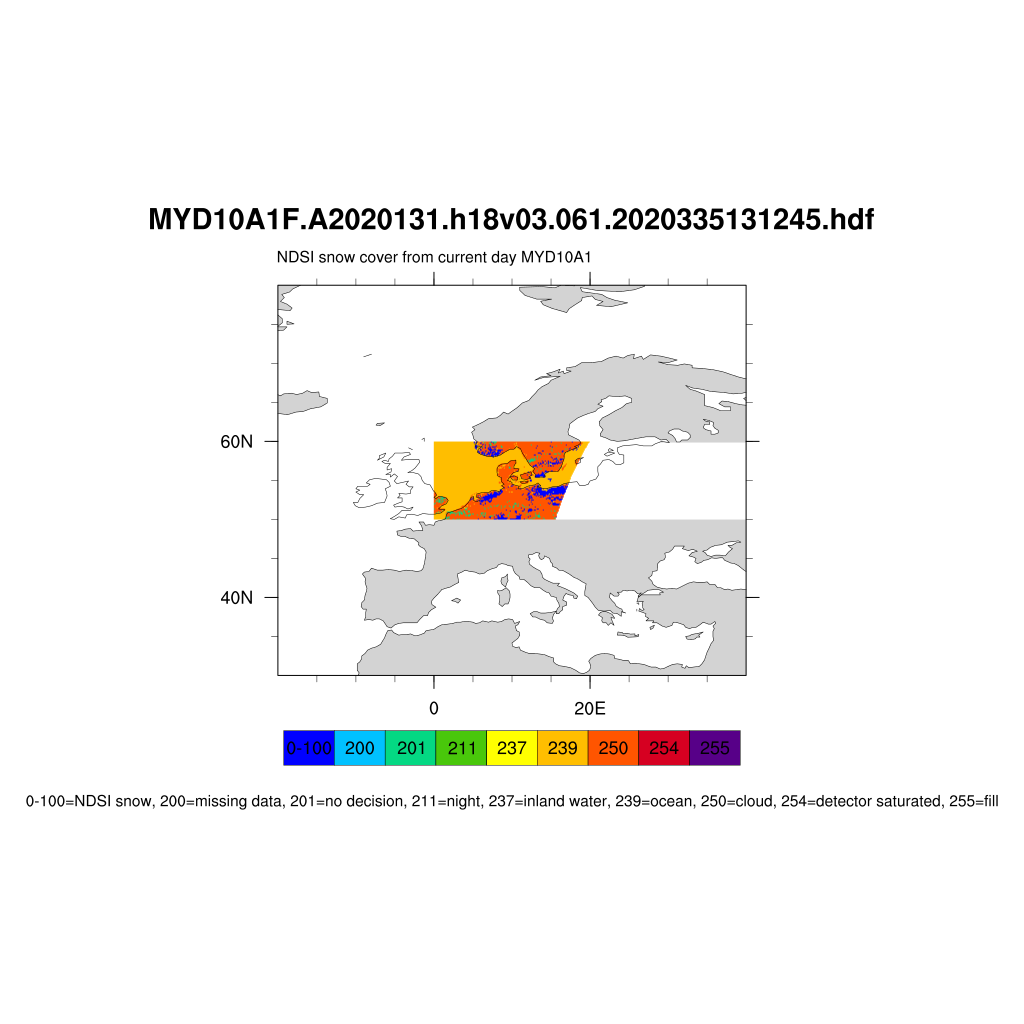 MYD10A1F.A2020131.h18v03.061.2020335131245.hdf
NDSI snow cover from current day MYD10A1
60N
40N
0 20E
0-100 200 201 211 237 239 250 254 255
0-100=NDSI snow, 200=missing data, 201=no decision, 211=night, 237=inland water, 239=ocean, 250=cloud, 254=detector saturated, 255=fill